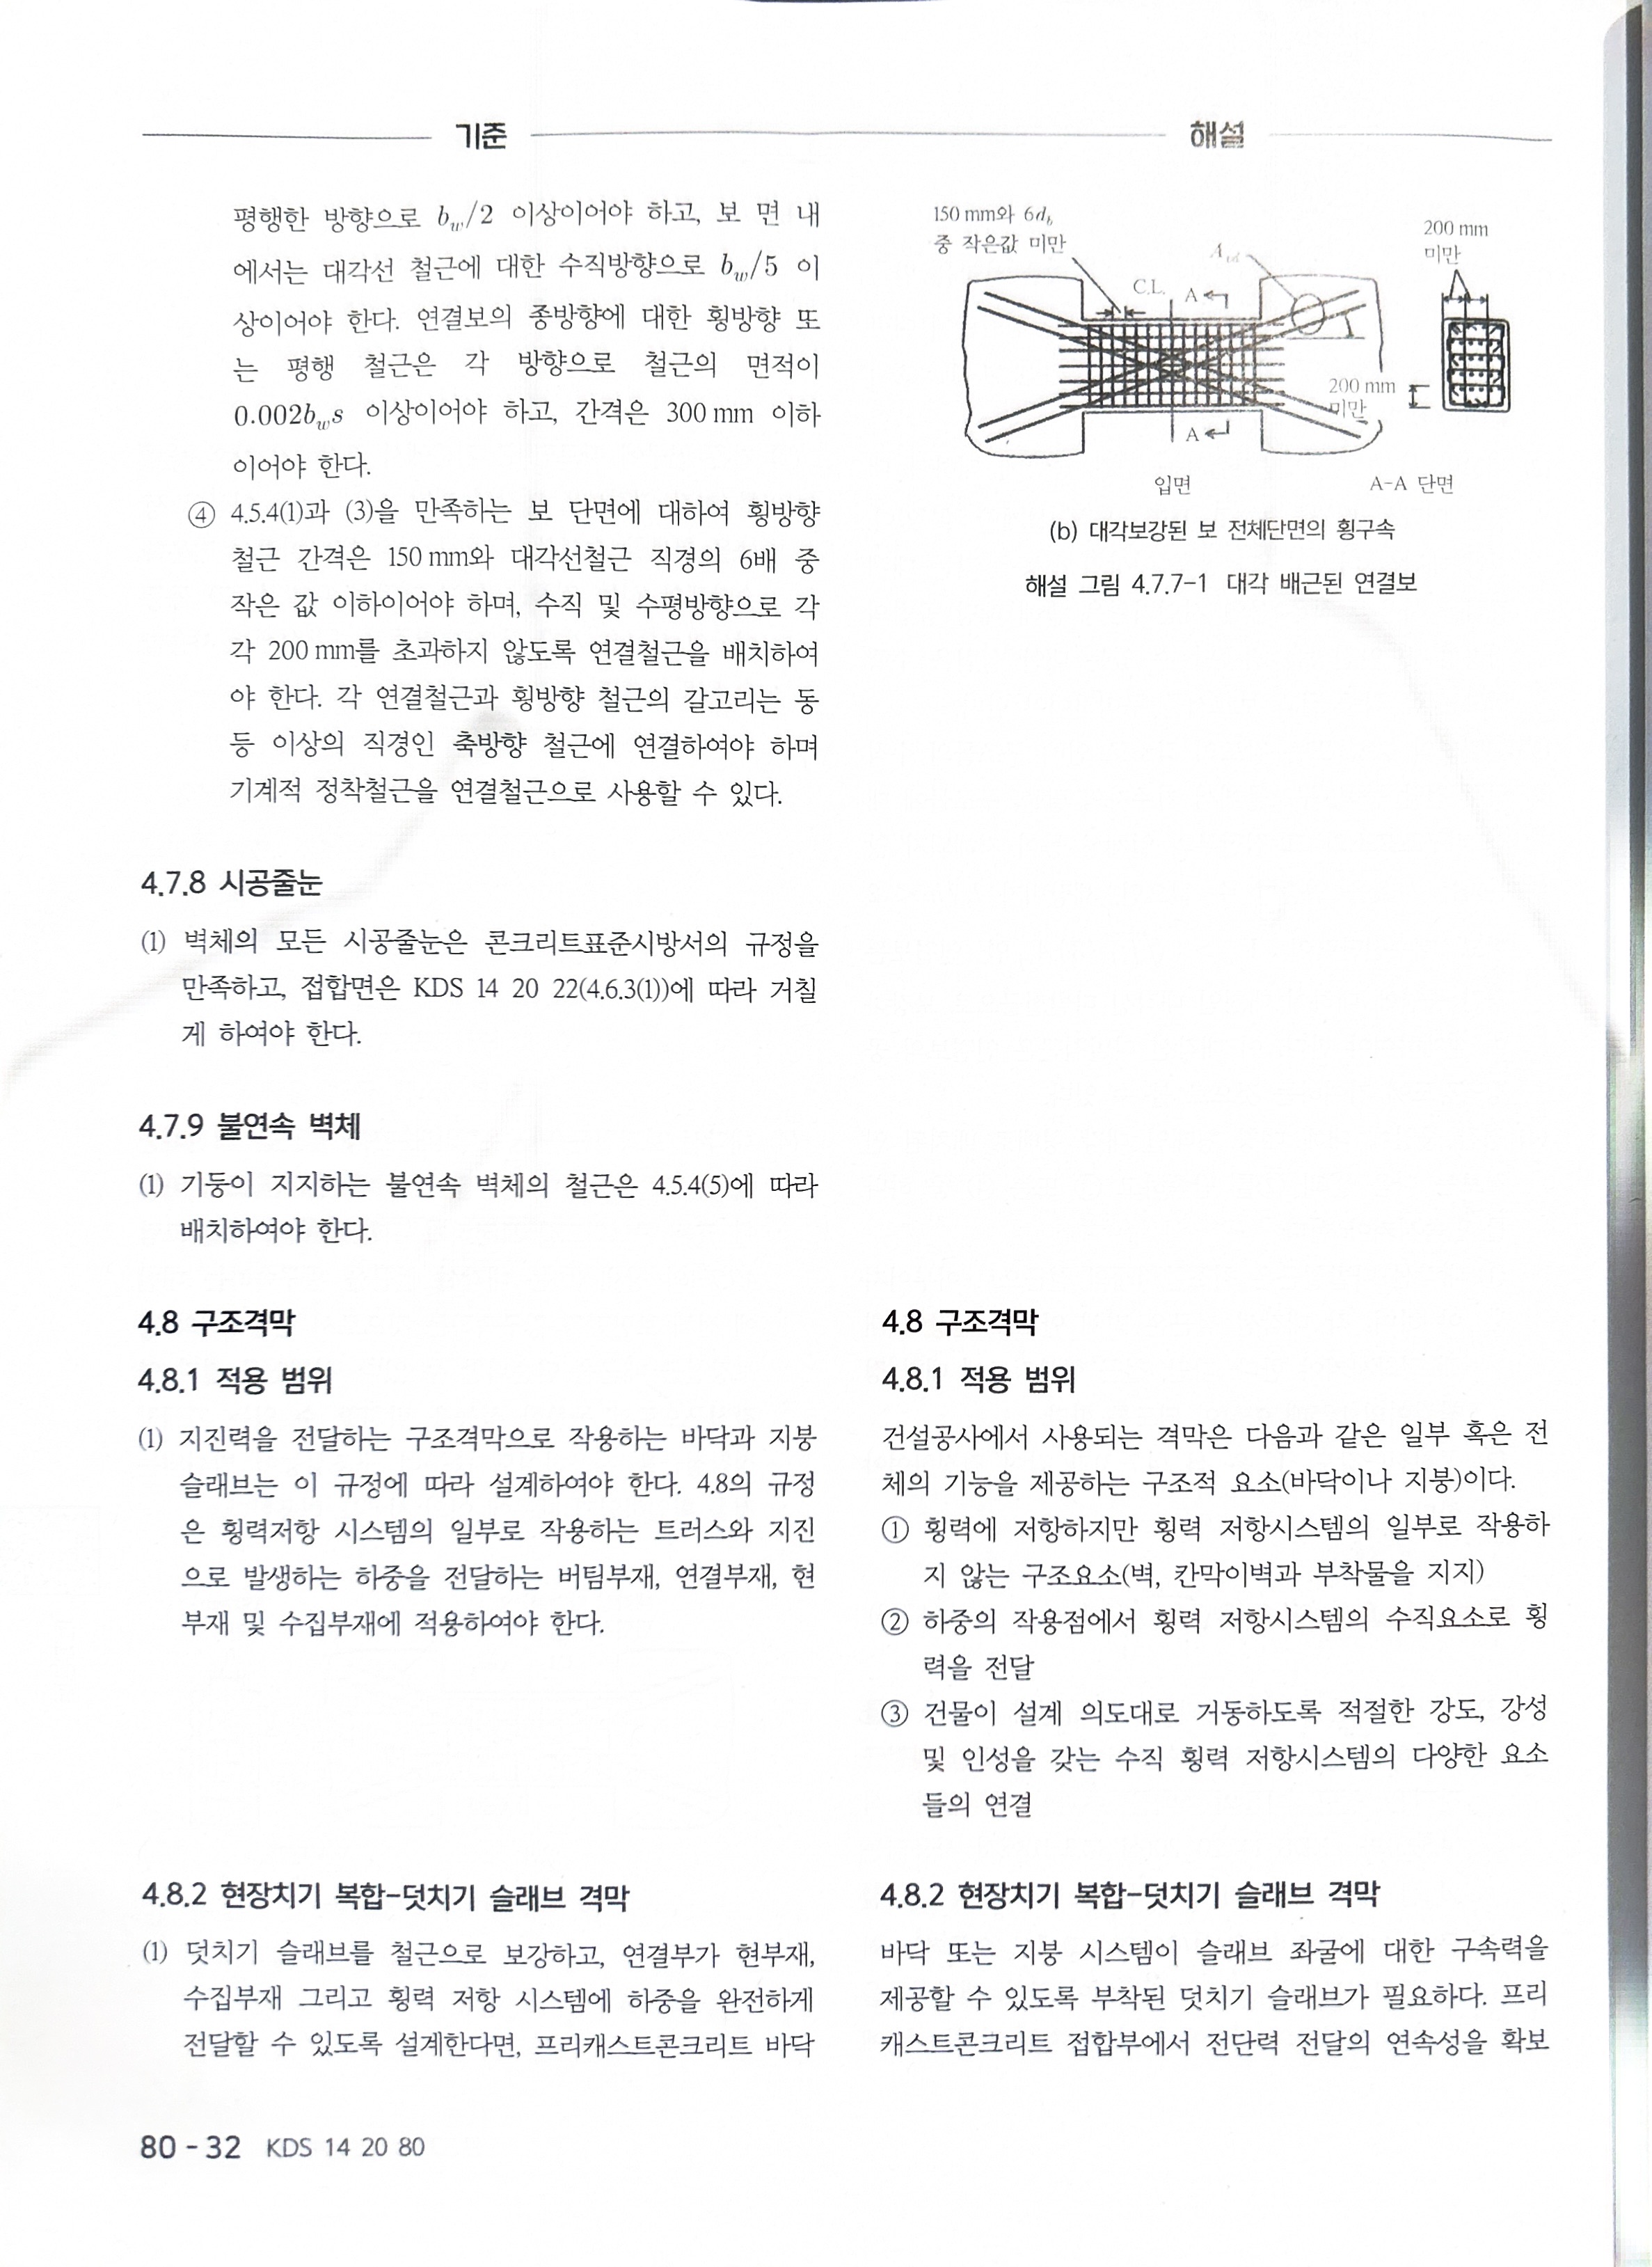 기준
평행한 방향으로 b_w/2 이상이어야 하고, 보 면 내
에서는 대각선 철근에 대한 수직방향으로 b_w/5 이
상이어야 한다. 연결보의 종방향에 대한 횡방향 또
는 평행 철근은 각 방향으로 철근의 면적이
0.002b_w s 이상이어야 하고, 간격은 300 mm 이하
이어야 한다.
④ 4.5.4(1)과 (3)을 만족하는 보 단면에 대하여 횡방향
철근 간격은 150 mm와 대각선철근 직경의 6배 중
작은 값 이하이어야 하며, 수직 및 수평방향으로 각
각 200 mm를 초과하지 않도록 연결철근을 배치하여
야 한다. 각 연결철근과 횡방향 철근의 갈고리는 동
등 이상의 직경인 축방향 철근에 연결하여야 하며
기계적 정착철근을 연결철근으로 사용할 수 있다.
4.7.8 시공줄눈
(1) 벽체의 모든 시공줄눈은 콘크리트표준시방서의 규정을
만족하고, 접합면은 KDS 14 20 22(4.6.3(1))에 따라 거칠
게 하여야 한다.
4.7.9 불연속 벽체
(1) 기둥이 지지하는 불연속 벽체의 철근은 4.5.4(5)에 따라
배치하여야 한다.
4.8 구조격막
4.8.1 적용 범위
(1) 지진력을 전달하는 구조격막으로 작용하는 바닥과 지붕
슬래브는 이 규정에 따라 설계하여야 한다. 4.8의 규정
은 횡력저항 시스템의 일부로 작용하는 트러스와 지진
으로 발생하는 하중을 전달하는 버팀부재, 연결부재, 현
부재 및 수집부재에 적용하여야 한다.
4.8.2 현장치기 복합-덧치기 슬래브 격막
(1) 덧치기 슬래브를 철근으로 보강하고, 연결부가 현부재,
수집부재 그리고 횡력 저항 시스템에 하중을 완전하게
전달할 수 있도록 설계한다면, 프리캐스트콘크리트 바닥
해설
150 mm와 6d_b
중 작은값 미만
C.L.
A
200 mm
미만
200 mm
미만
A
입면
A-A 단면
(b) 대각보강된 보 전체단면의 횡구속
해설 그림 4.7.7-1 대각 배근된 연결보
4.8 구조격막
4.8.1 적용 범위
건설공사에서 사용되는 격막은 다음과 같은 일부 혹은 전
체의 기능을 제공하는 구조적 요소(바닥이나 지붕)이다.
① 횡력에 저항하지만 횡력 저항시스템의 일부로 작용하
지 않는 구조요소(벽, 칸막이벽과 부착물을 지지)
② 하중의 작용점에서 횡력 저항시스템의 수직요소로 횡
력을 전달
③ 건물이 설계 의도대로 거동하도록 적절한 강도, 강성
및 인성을 갖는 수직 횡력 저항시스템의 다양한 요소
들의 연결
4.8.2 현장치기 복합-덧치기 슬래브 격막
바닥 또는 지붕 시스템이 슬래브 좌굴에 대한 구속력을
제공할 수 있도록 부착된 덧치기 슬래브가 필요하다. 프리
캐스트콘크리트 접합부에서 전단력 전달의 연속성을 확보
80 - 32 KDS 14 20 80